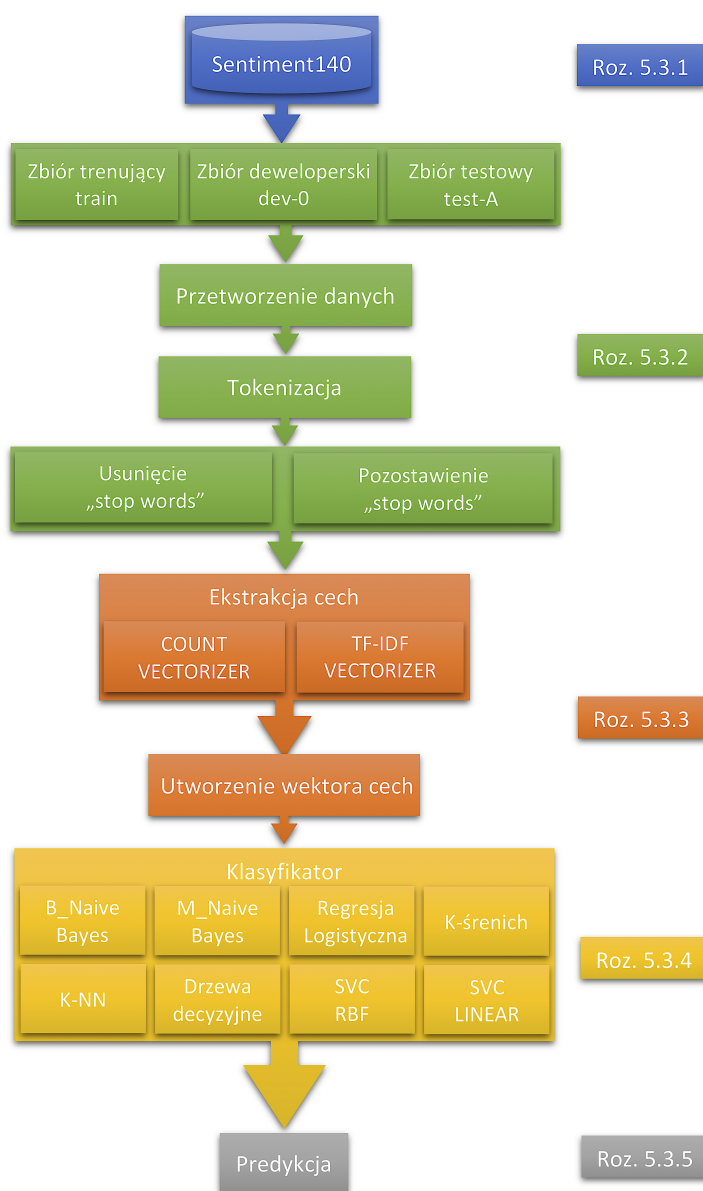 Sentiment140
Roz. 5.3.1
Zbiór trenujący
train
Zbiór deweloperski
dev-0
Zbiór testowy
test-A
Przetworzenie danych
Roz. 5.3.2
Tokenizacja
Usunięcie
„stop words”
Pozostawienie
„stop words”
Ekstrakcja cech
COUNT
VECTORIZER
TF-IDF
VECTORIZER
Roz. 5.3.3
Utworzenie wektora cech
Klasyfikator
B_Naive
Bayes
M_Naive
Bayes
Regresja
Logistyczna
K-śrenich
K-NN
Drzewa
decyzyjne
SVC
RBF
SVC
LINEAR
Roz. 5.3.4
Predykcja
Roz. 5.3.5